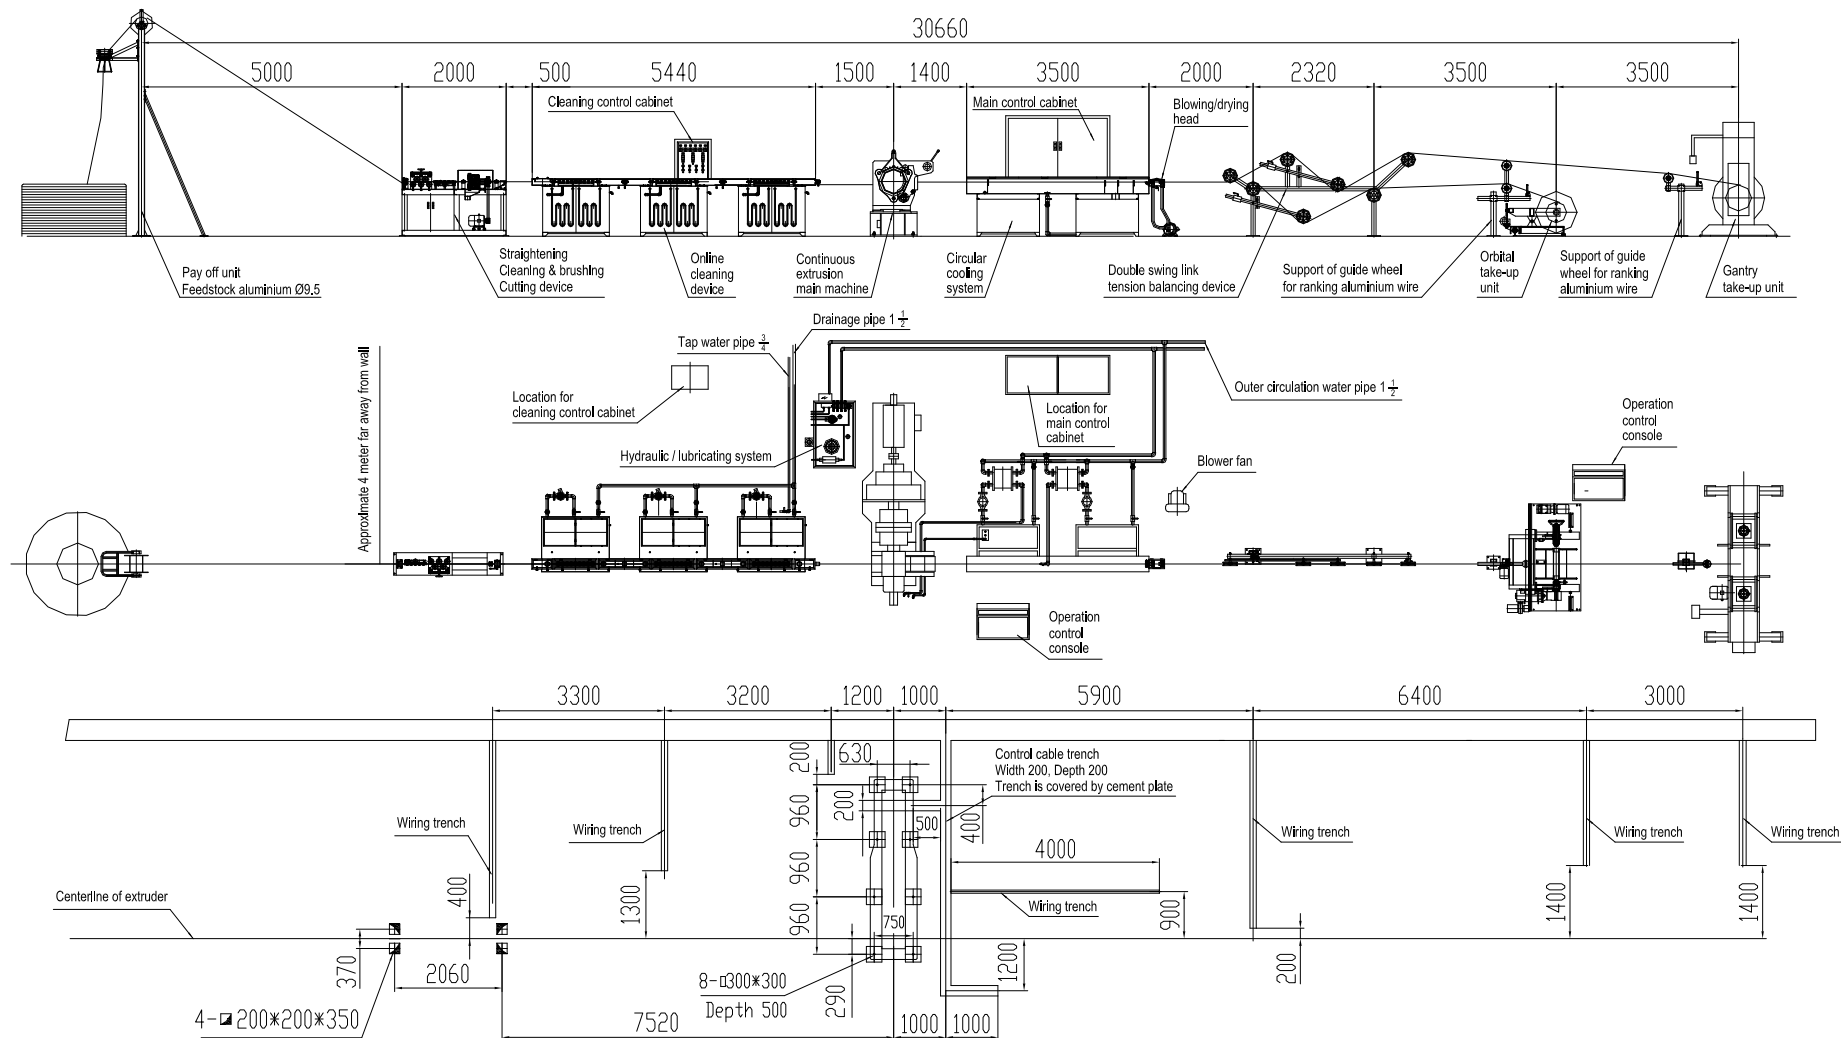 30660
5000
2000
500
5440
1500
1400
3500
2000
2320
3500
3500
Cleaning control cabinet
Main control cabinet
Blowing/drying
head
Pay off unit
Feedstock aluminium Ø9.5
Straightening
Cleaning & brushing
Cutting device
Online
cleaning
device
Continuous
extrusion
main machine
Circular
cooling
system
Double swing link
tension balancing device
Support of guide wheel
for ranking aluminium wire
Orbital
take-up
unit
Support of guide
wheel for ranking
aluminium wire
Gantry
take-up unit
Approximate 4 meter far away from wall
Location for
cleaning control cabinet
Tap water pipe 3/4
Drainage pipe 1 1/2
Hydraulic / lubricating system
Outer circulation water pipe 1 1/2
Location for
main control
cabinet
Blower fan
Operation
control
console
Operation
control
console
3300
3200
1200
1000
5900
6400
3000
200
630
Control cable trench
Width 200, Depth 200
Trench is covered by cement plate
960
200
400
500
Wiring trench
Wiring trench
Wiring trench
Wiring trench
Wiring trench
4000
960
Wiring trench
Centerline of extruder
400
1300
960
750
900
1400
1400
370
2060
8-□300*300
Depth 500
290
1200
200
4-◪200*200*350
7520
1000
1000